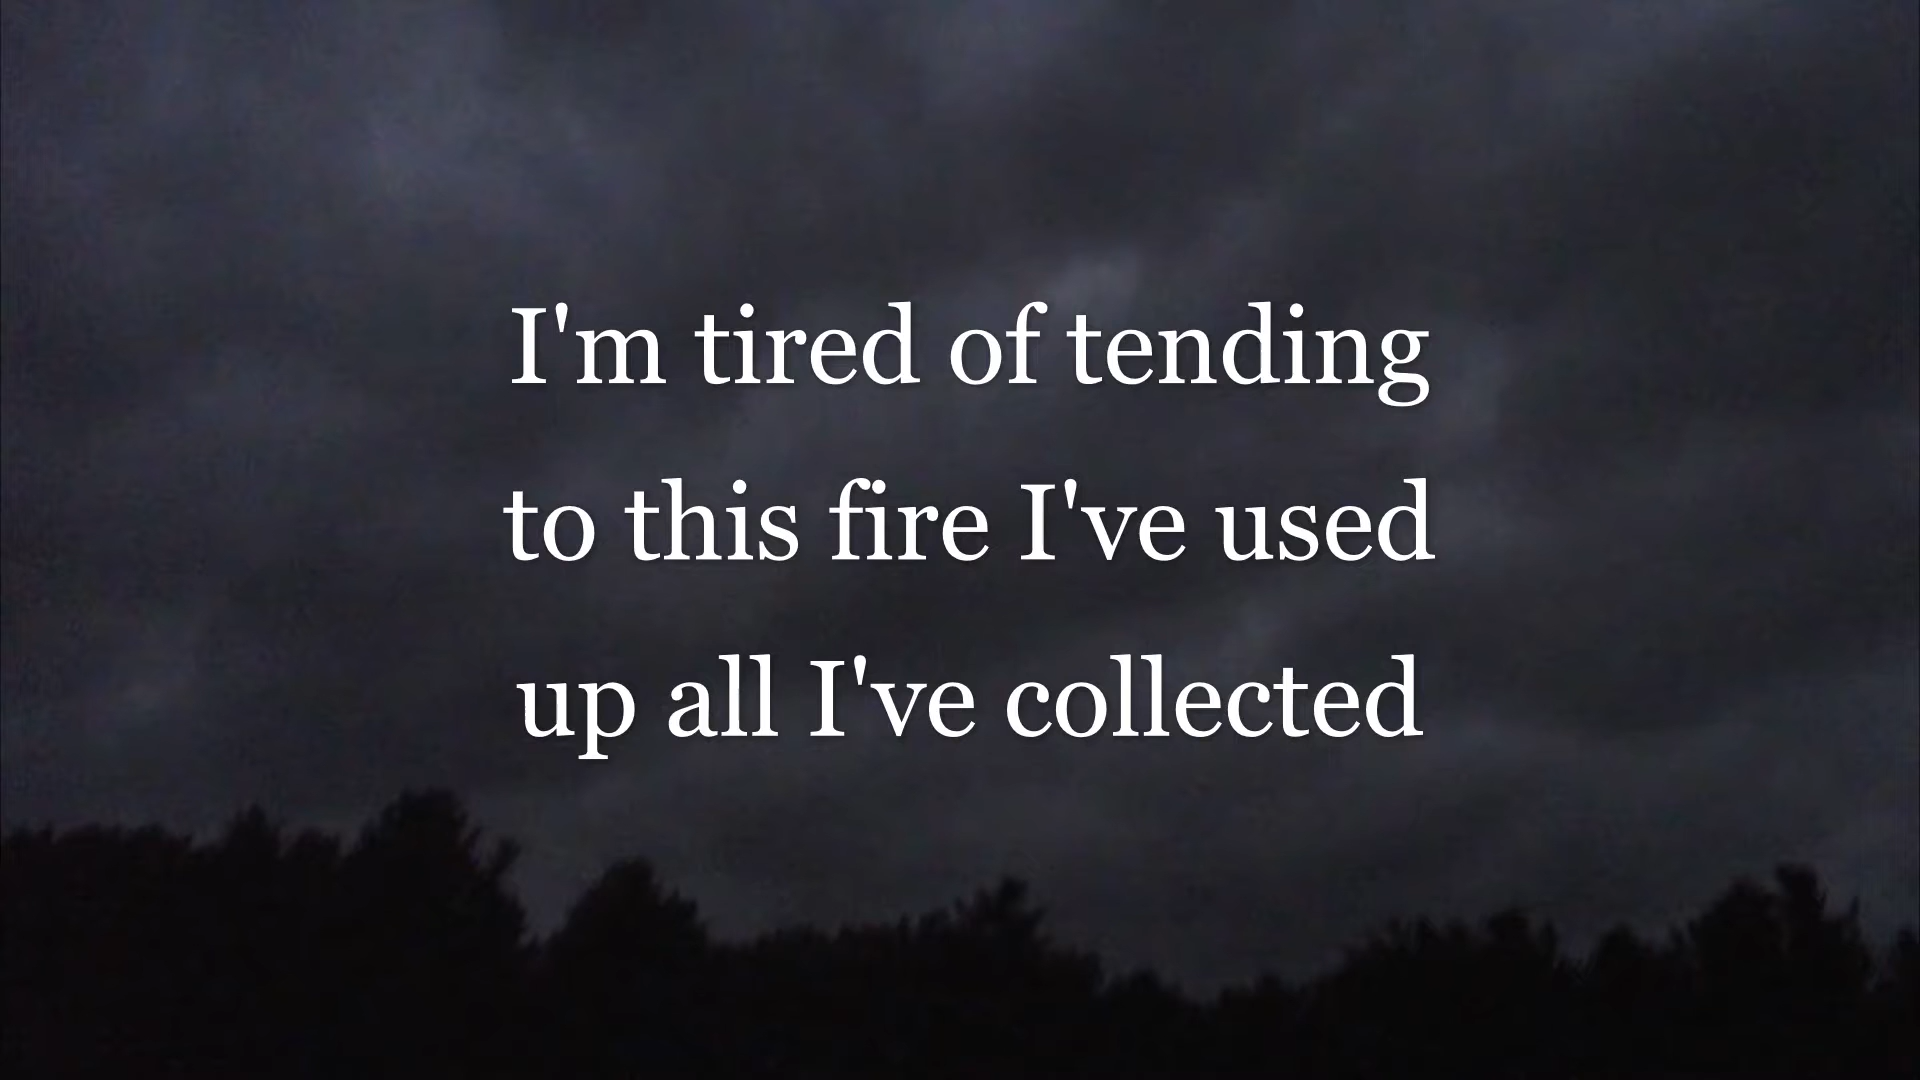 I'm tired of tending
to this fire I've used
up all I've collected